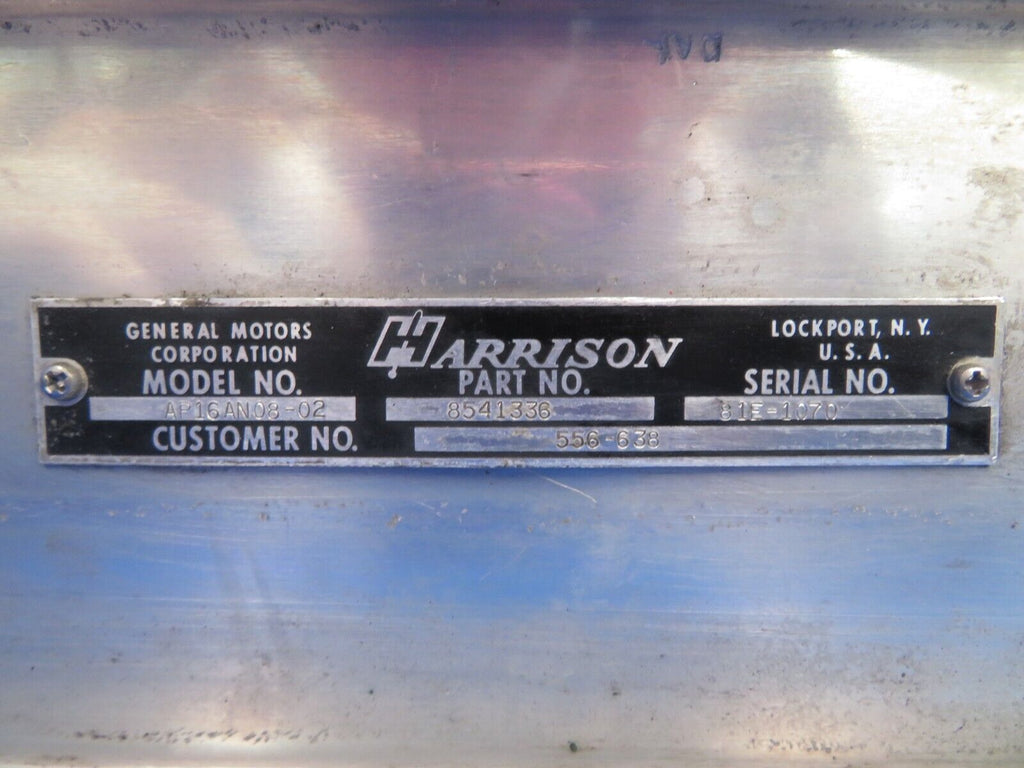 GENERAL MOTORS
CORPORATION
HARRISON
LOCKPORT, N. Y.
U. S. A.
MODEL NO.
PART NO.
SERIAL NO.
AP16AN08-02
8541336
81E-1070
CUSTOMER NO.
556-638